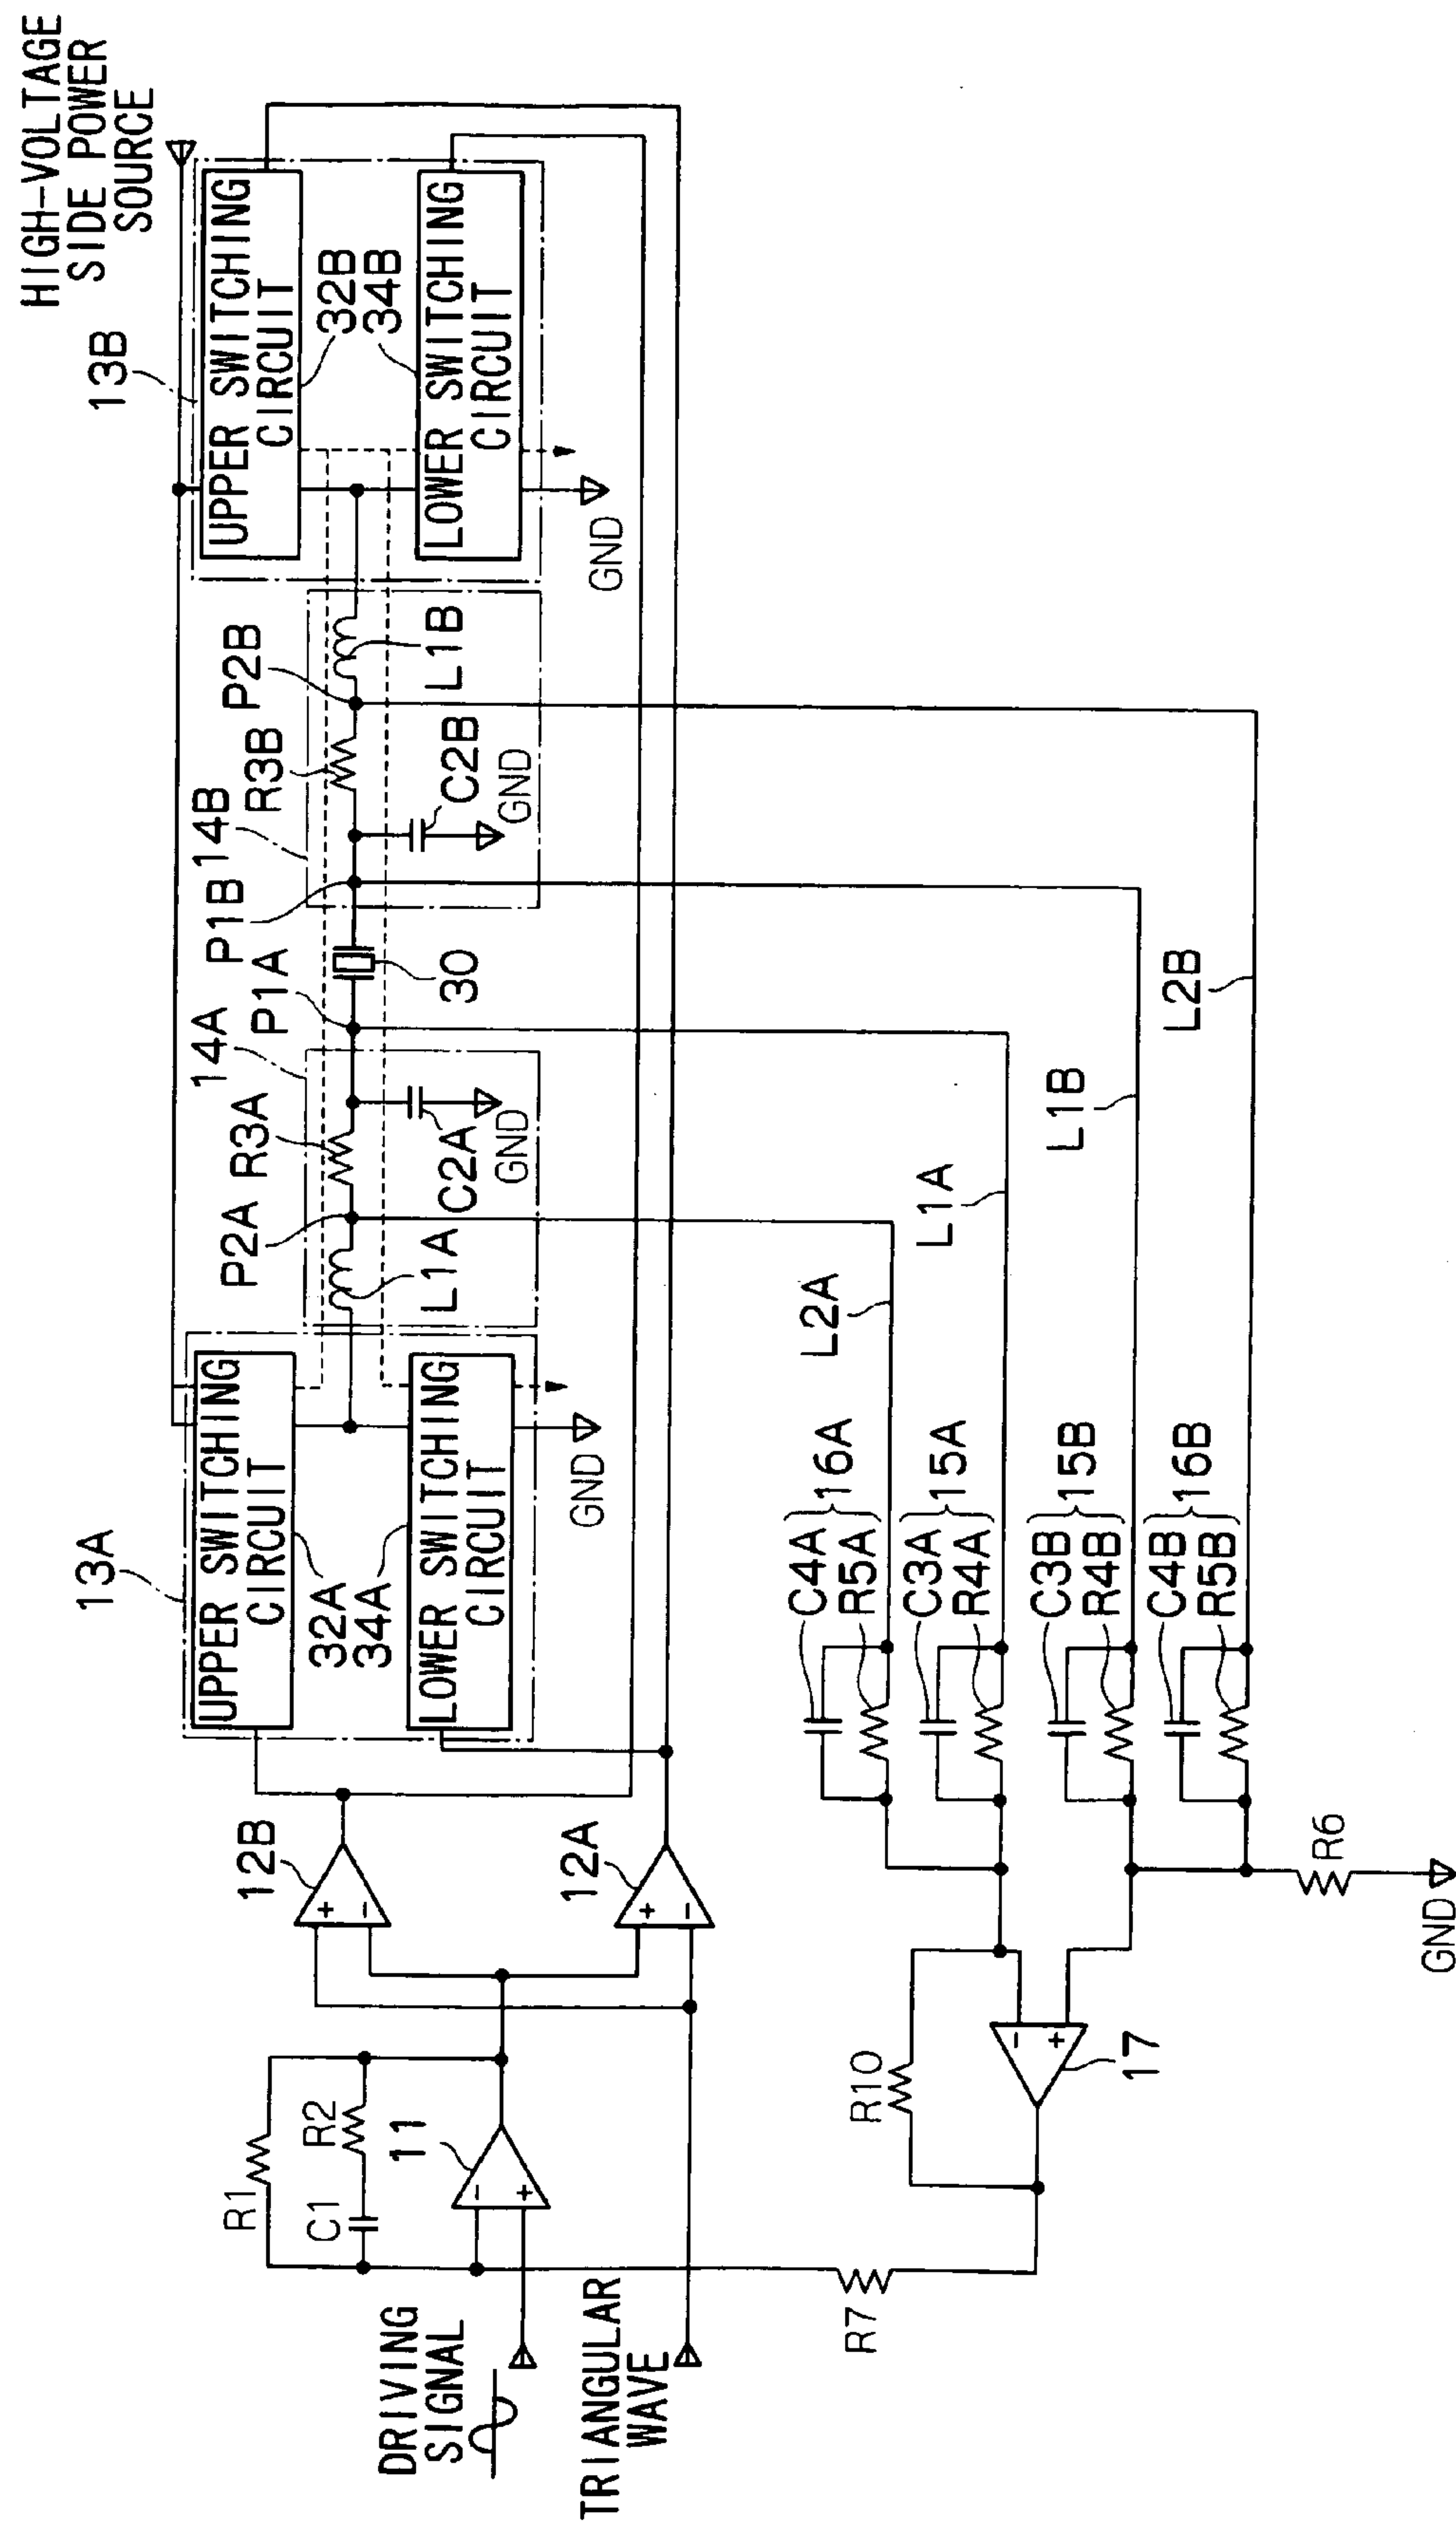 HIGH-VOLTAGE
SIDE POWER
SOURCE
13A
13B
UPPER SWITCHING
CIRCUIT
32A
34A
LOWER SWITCHING
CIRCUIT
GND
UPPER SWITCHING
CIRCUIT
32B
34B
LOWER SWITCHING
CIRCUIT
GND
14A
P2A
R3A
P1A
L1A
C2A
GND
30
14B
P1B
R3B
P2B
C2B
GND
L1B
12B
+
-
12A
+
-
R1
R2
C1
11
-
+
DRIVING
SIGNAL
TRIANGULAR
WAVE
R7
R10
17
-
+
C4A
R5A
16A
L2A
C3A
R4A
15A
L1A
C3B
R4B
15B
L1B
C4B
R5B
16B
L2B
R6
GND